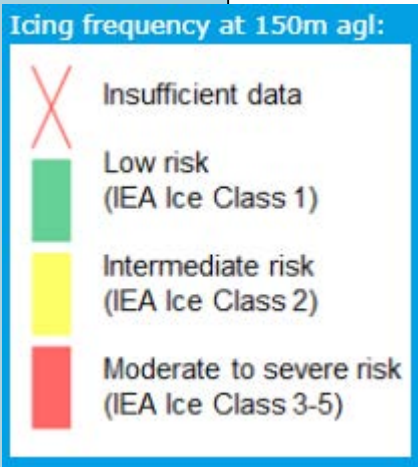 Icing frequency at 150m agl:
Insufficient data
Low risk
(IEA Ice Class 1)
Intermediate risk
(IEA Ice Class 2)
Moderate to severe risk
(IEA Ice Class 3-5)